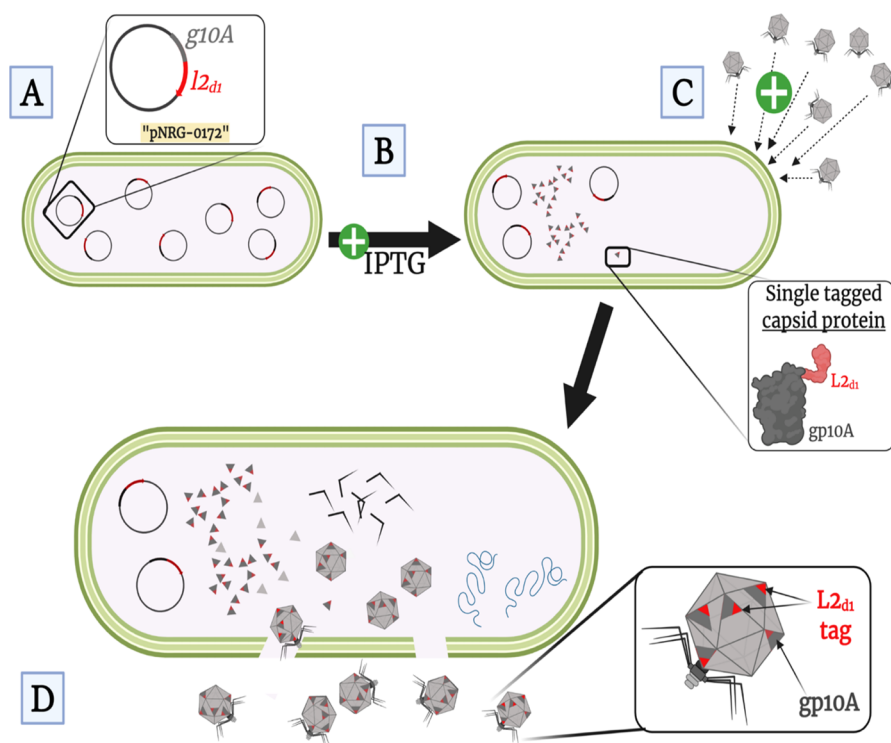 A
g10A
l2d1
"pNRG-0172"
B
IPTG
C
Single tagged
capsid protein
L2d1
gp10A
D
L2d1
tag
gp10A